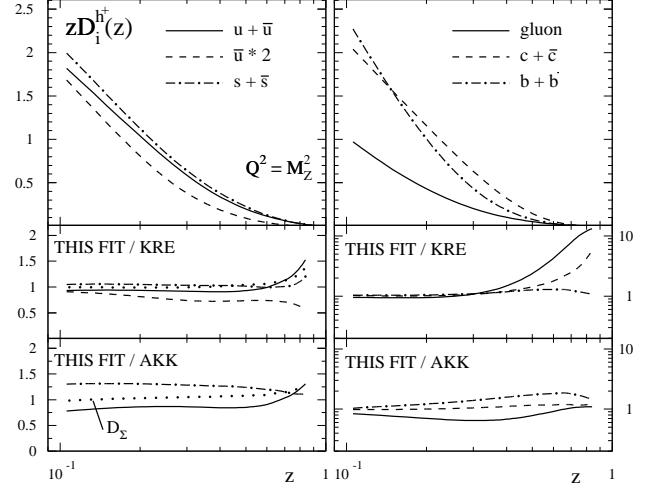 zD_i^{h^+}(z)
u + ū
ū * 2
s + s̄
Q² = M_Z²
2.5
2
1.5
1
0.5
gluon
c + c̄
b + b̄
THIS FIT / KRE
2
1.5
1
0.5
THIS FIT / KRE
10
1
THIS FIT / AKK
2
1.5
1
0.5
0
D_Σ
THIS FIT / AKK
10
1
10⁻¹
z
1
10⁻¹
z
1